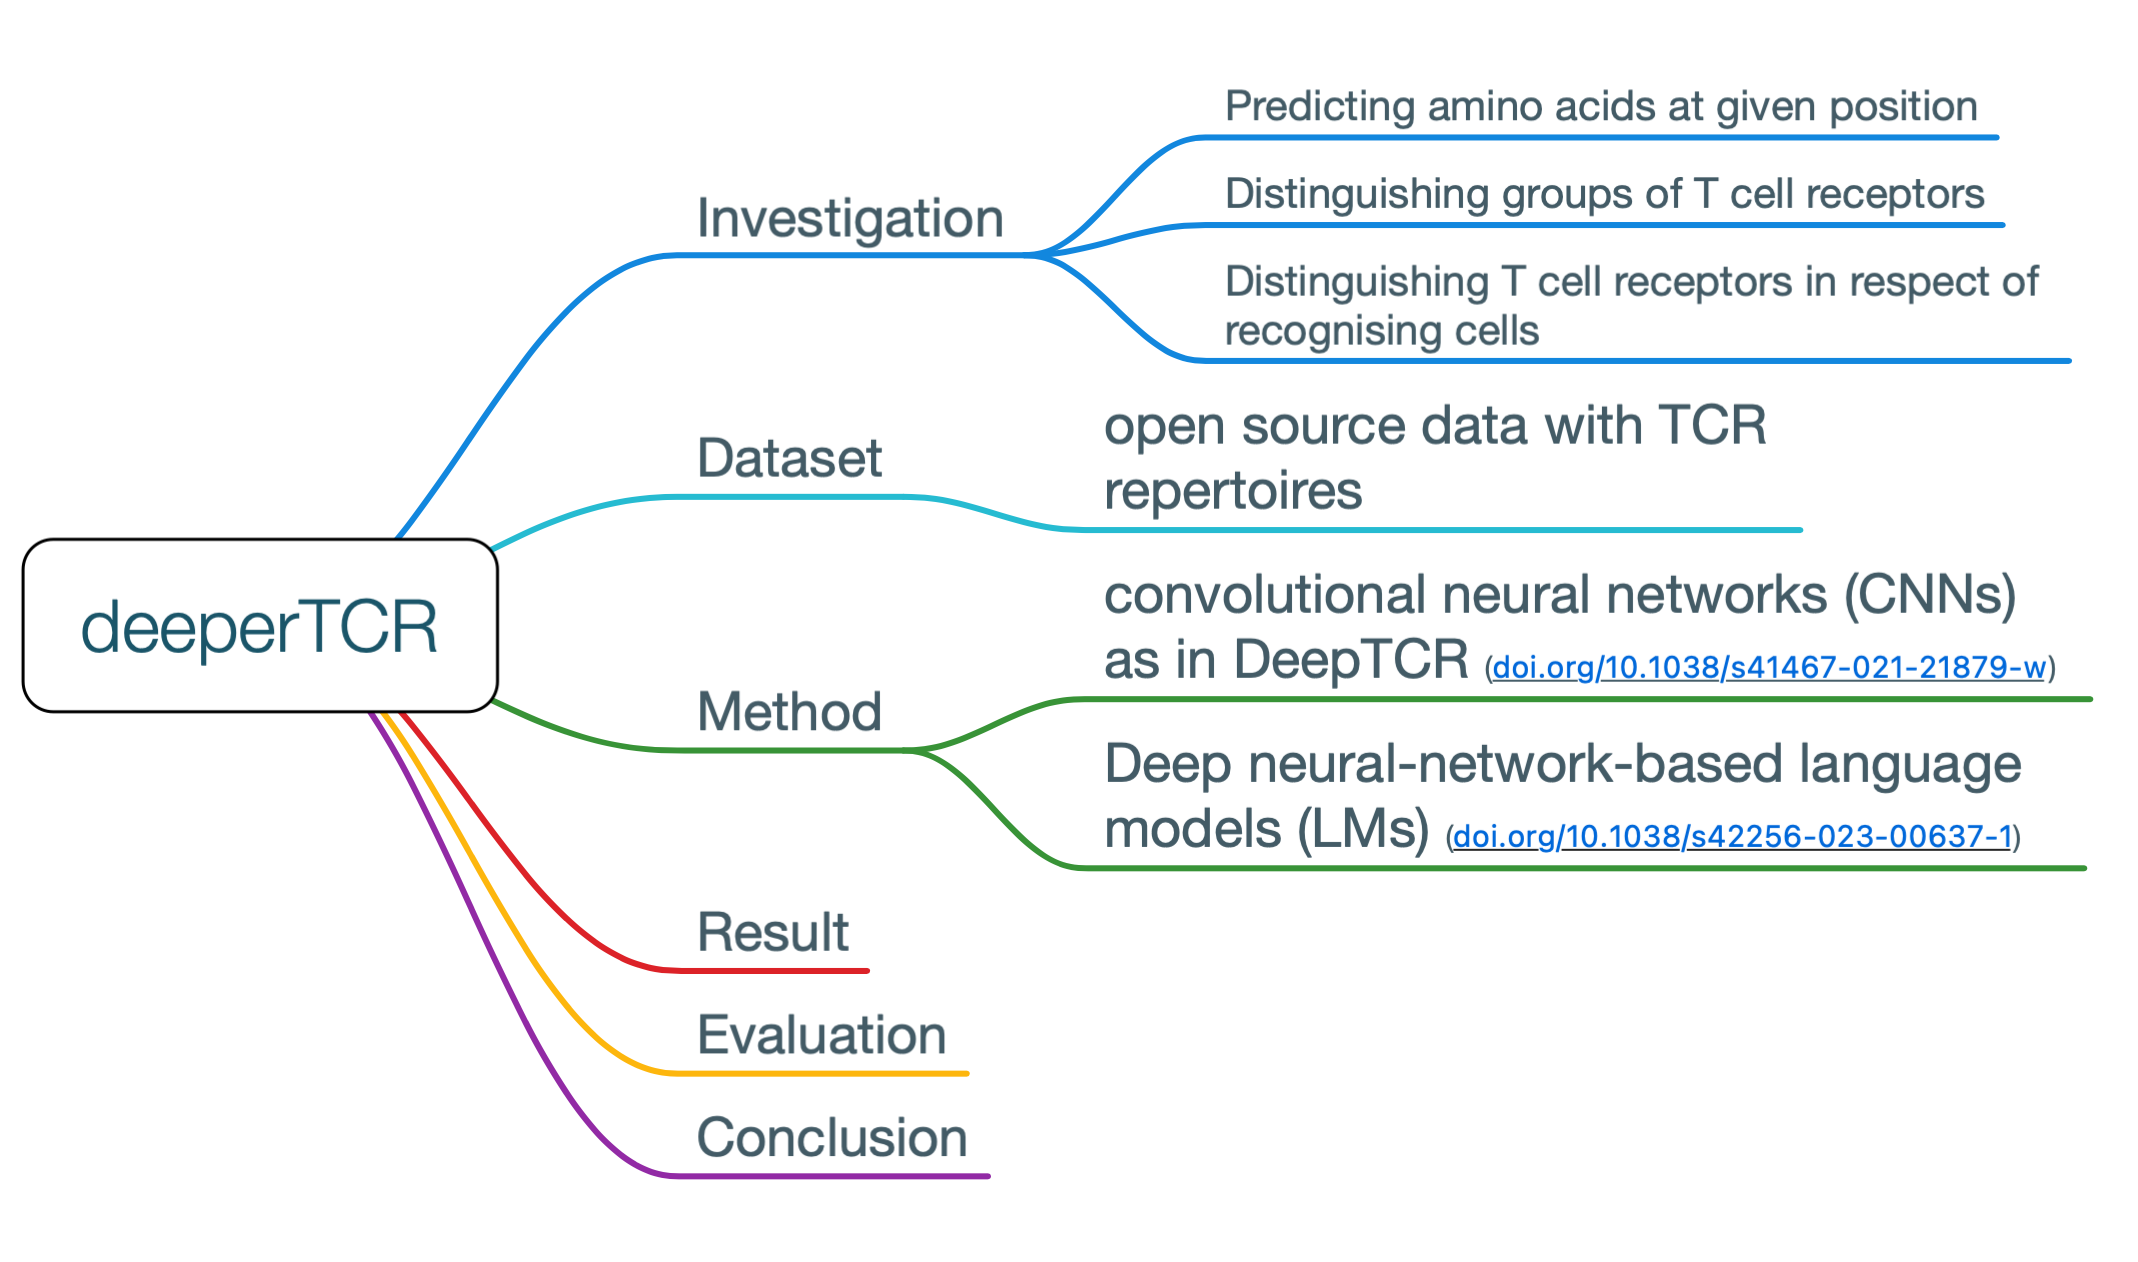 Predicting amino acids at given position
Distinguishing groups of T cell receptors
Investigation
Distinguishing T cell receptors in respect of
recognising cells
Dataset
open source data with TCR
repertoires
deeperTCR
Method
convolutional neural networks (CNNs)
as in DeepTCR (doi.org/10.1038/s41467-021-21879-w)
Deep neural-network-based language
models (LMs) (doi.org/10.1038/s42256-023-00637-1)
Result
Evaluation
Conclusion